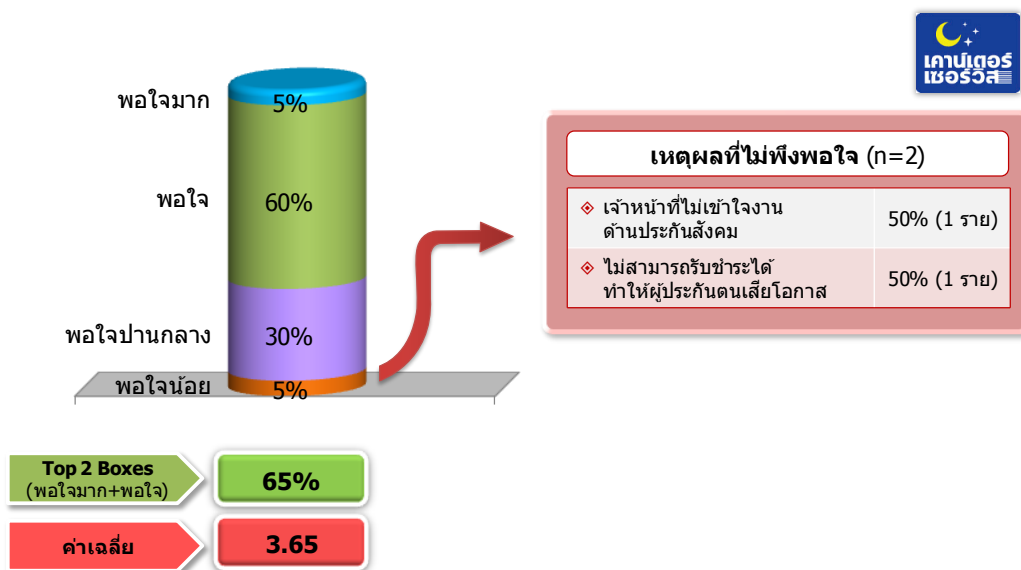 เคาน์เตอร์
เซอร์วิส
พอใจมาก
5%
พอใจ
60%
พอใจปานกลาง
30%
พอใจน้อย
5%
เหตุผลที่ไม่พึงพอใจ (n=2)
เจ้าหน้าที่ไม่เข้าใจงาน
ด้านประกันสังคม
50% (1 ราย)
ไม่สามารถรับชำระได้
ทำให้ผู้ประกันตนเสียโอกาส
50% (1 ราย)
Top 2 Boxes
(พอใจมาก+พอใจ)
65%
ค่าเฉลี่ย
3.65